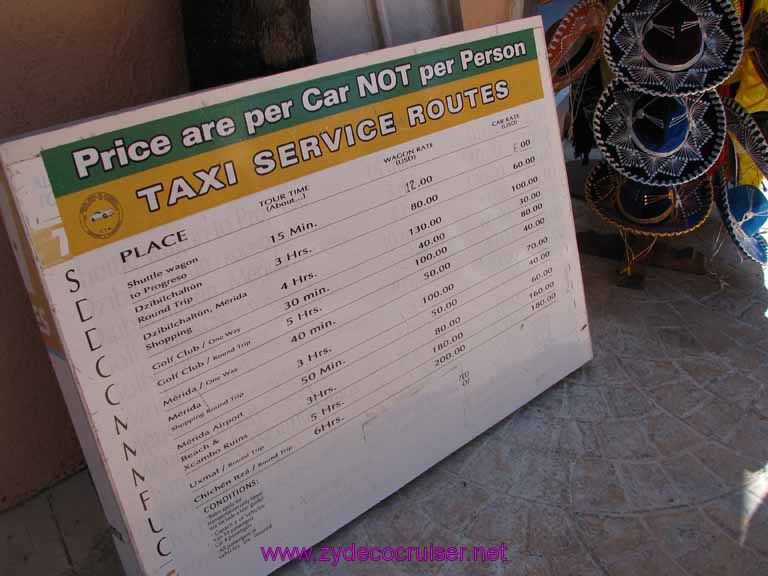 Price are per Car NOT per Person
TAXI SERVICE ROUTES
PLACE TOUR TIME (About...) WAGON RATE (USD) CAR RATE (USD)
Shuttle wagon to Progreso 15 Min. 12.00 .00
Dzibilchaltún Round Trip 3 Hrs. 80.00 60.00
Dzibilchaltún, Mérida Shopping 4 Hrs. 130.00 100.00
Golf Club / One Way 30 min. 40.00 30.00
Golf Club / Round Trip 5 Hrs. 100.00 80.00
Mérida / One Way 40 min. 50.00 40.00
Mérida Shopping Round Trip 3 Hrs. 100.00 70.00
Mérida Airport 50 Min. 50.00 40.00
Beach & Xcambo Ruins 3Hrs. 80.00 60.00
Uxmal / Round Trip 5 Hrs. 180.00 160.00
Chichén Itzá / Round Trip 6Hrs. 200.00 180.00
CONDITIONS:
S
D
D
D
C
C
M
M
M
F
U
C
www.zydecocruiser.net